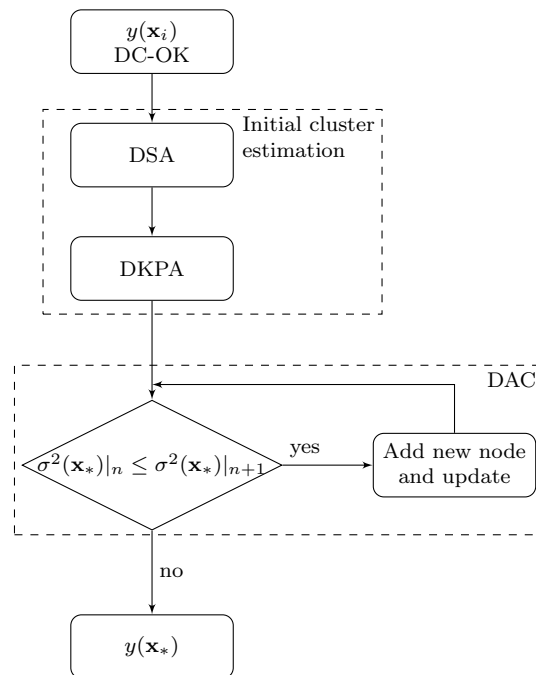 y(𝐱ᵢ)
DC-OK
Initial cluster
estimation
DSA
DKPA
DAC
σ²(𝐱∗)|ₙ ≤ σ²(𝐱∗)|ₙ₊₁
yes
Add new node
and update
no
y(𝐱∗)